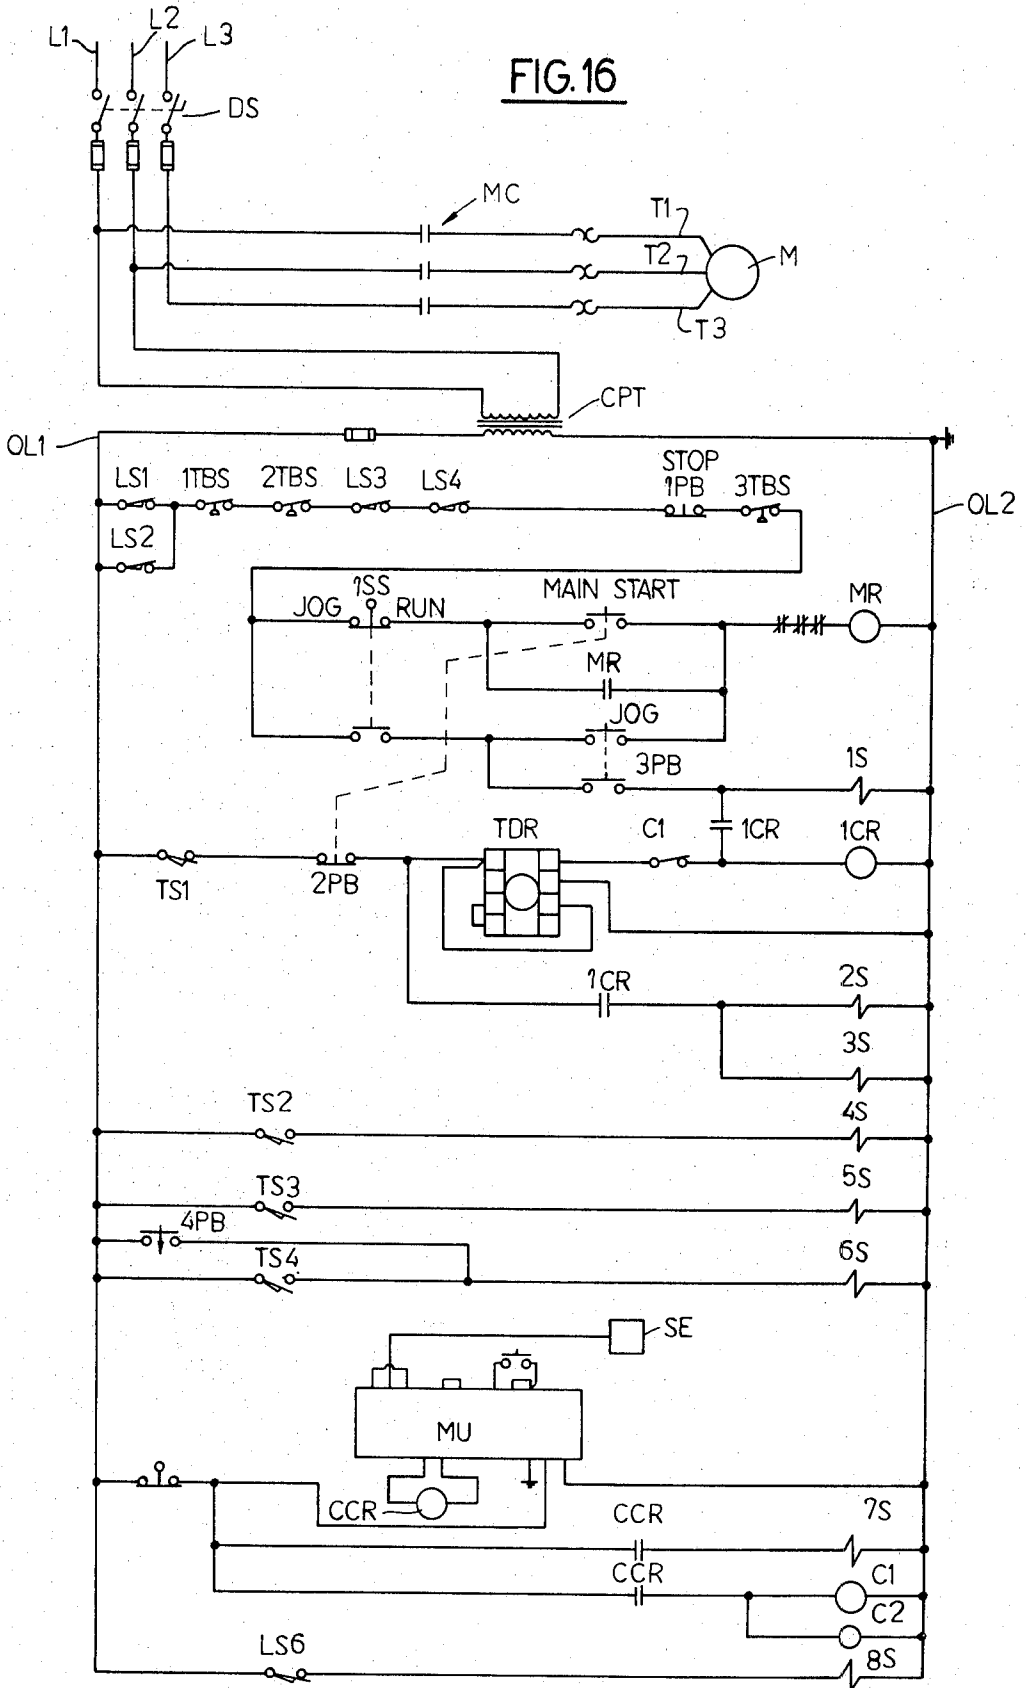 L1 L2 L3
FIG.16
DS
MC
T1
T2
M
T3
CPT
OL1
LS1 1TBS 2TBS LS3 LS4
STOP
1PB 3TBS
OL2
LS2
1SS
JOG RUN
MAIN START
MR
MR
JOG
3PB
1S
TDR
C1
1CR
1CR
TS1
2PB
1CR
2S
3S
TS2
4S
TS3
5S
4PB
TS4
6S
SE
MU
CCR
CCR
7S
CCR
C1
C2
LS6
8S